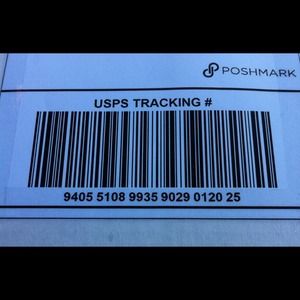 POSHMARK
USPS TRACKING #
9405 5108 9935 9029 0120 25